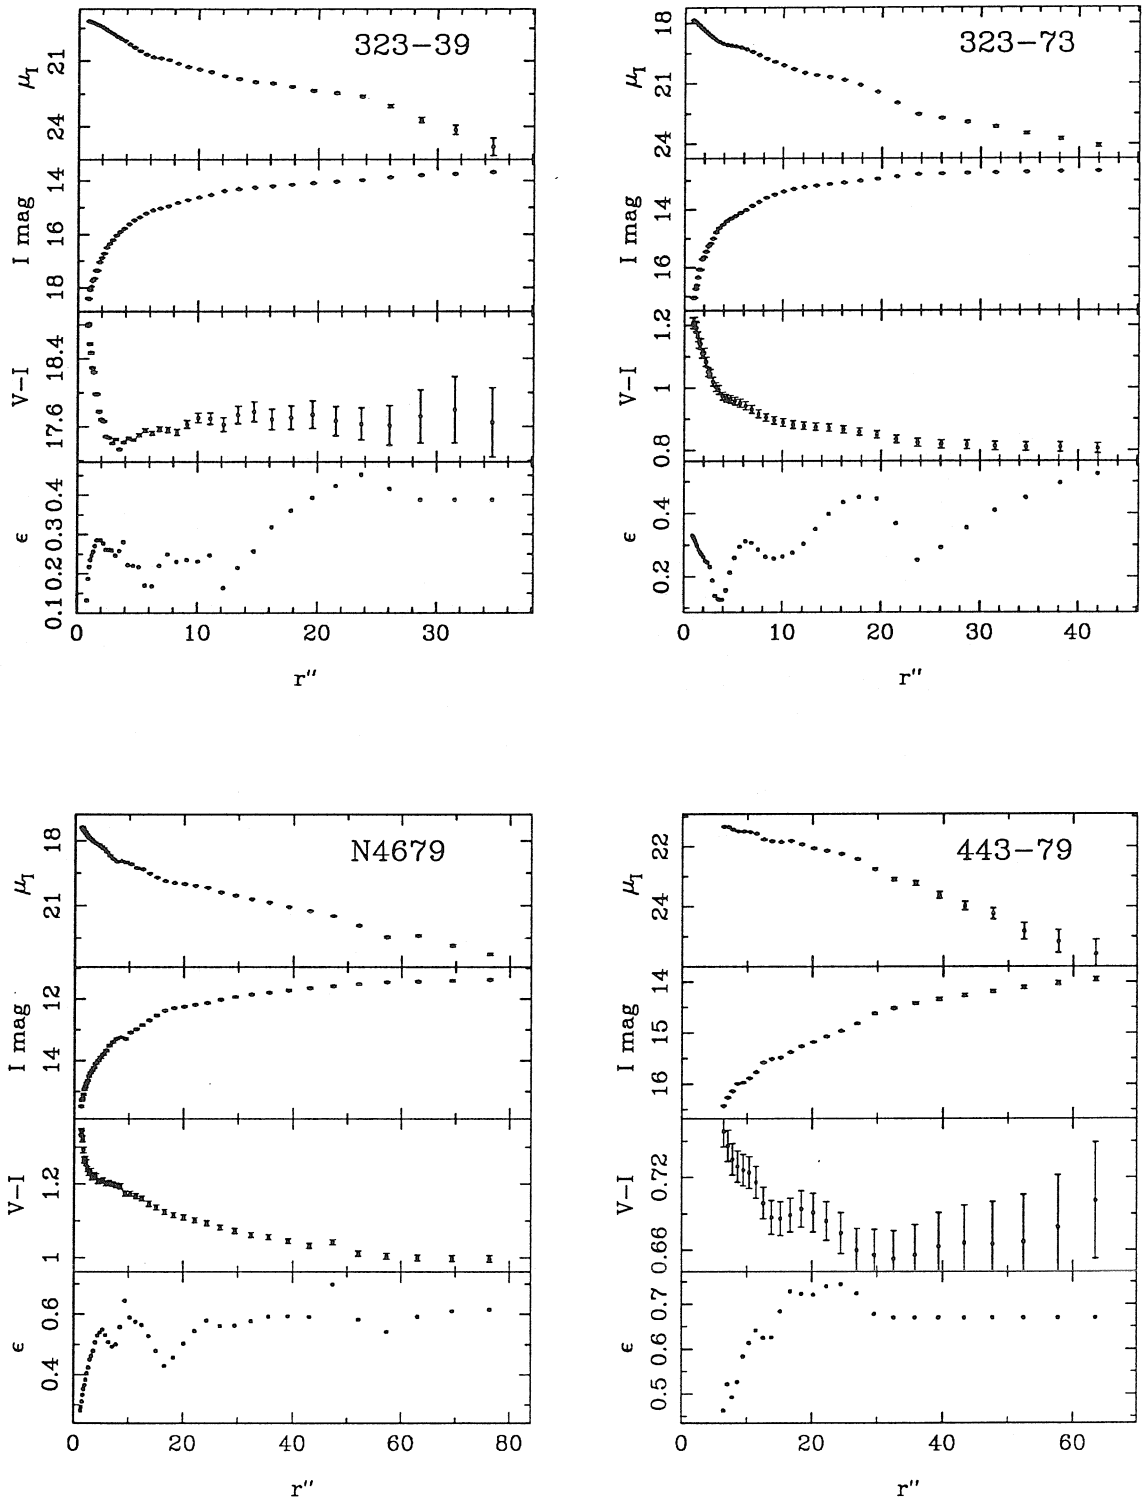 323-39
μI
21
24
I mag
14
16
18
V-I
18.4
17.6
ε
0.4
0.3
0.2
0.1
0 10 20 30
r″
323-73
μI
18
21
24
I mag
14
16
V-I
1.2
1
0.8
ε
0.4
0.2
0 10 20 30 40
r″
N4679
μI
18
21
I mag
12
14
V-I
1.2
1
ε
0.6
0.4
0 20 40 60 80
r″
443-79
μI
22
24
I mag
14
15
16
V-I
0.72
0.66
ε
0.7
0.6
0.5
0 20 40 60
r″